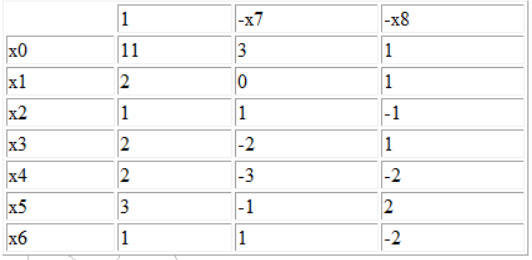 1 -x7 -x8
x0 11 3 1
x1 2 0 1
x2 1 1 -1
x3 2 -2 1
x4 2 -3 -2
x5 3 -1 2
x6 1 1 -2